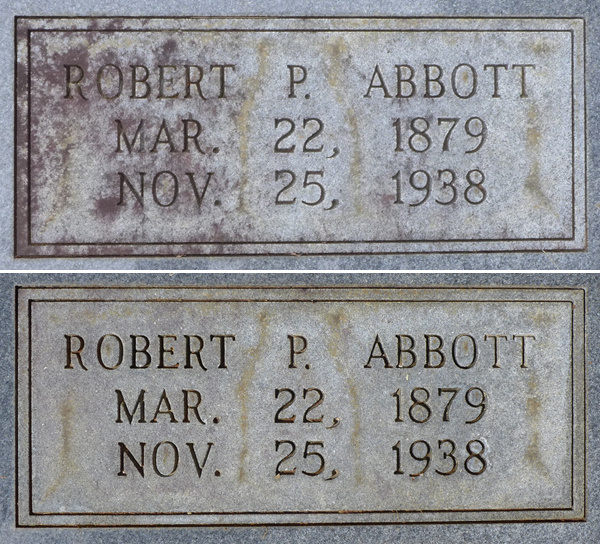 ROBERT P. ABBOTT
MAR. 22, 1879
NOV. 25, 1938
ROBERT P. ABBOTT
MAR. 22, 1879
NOV. 25, 1938